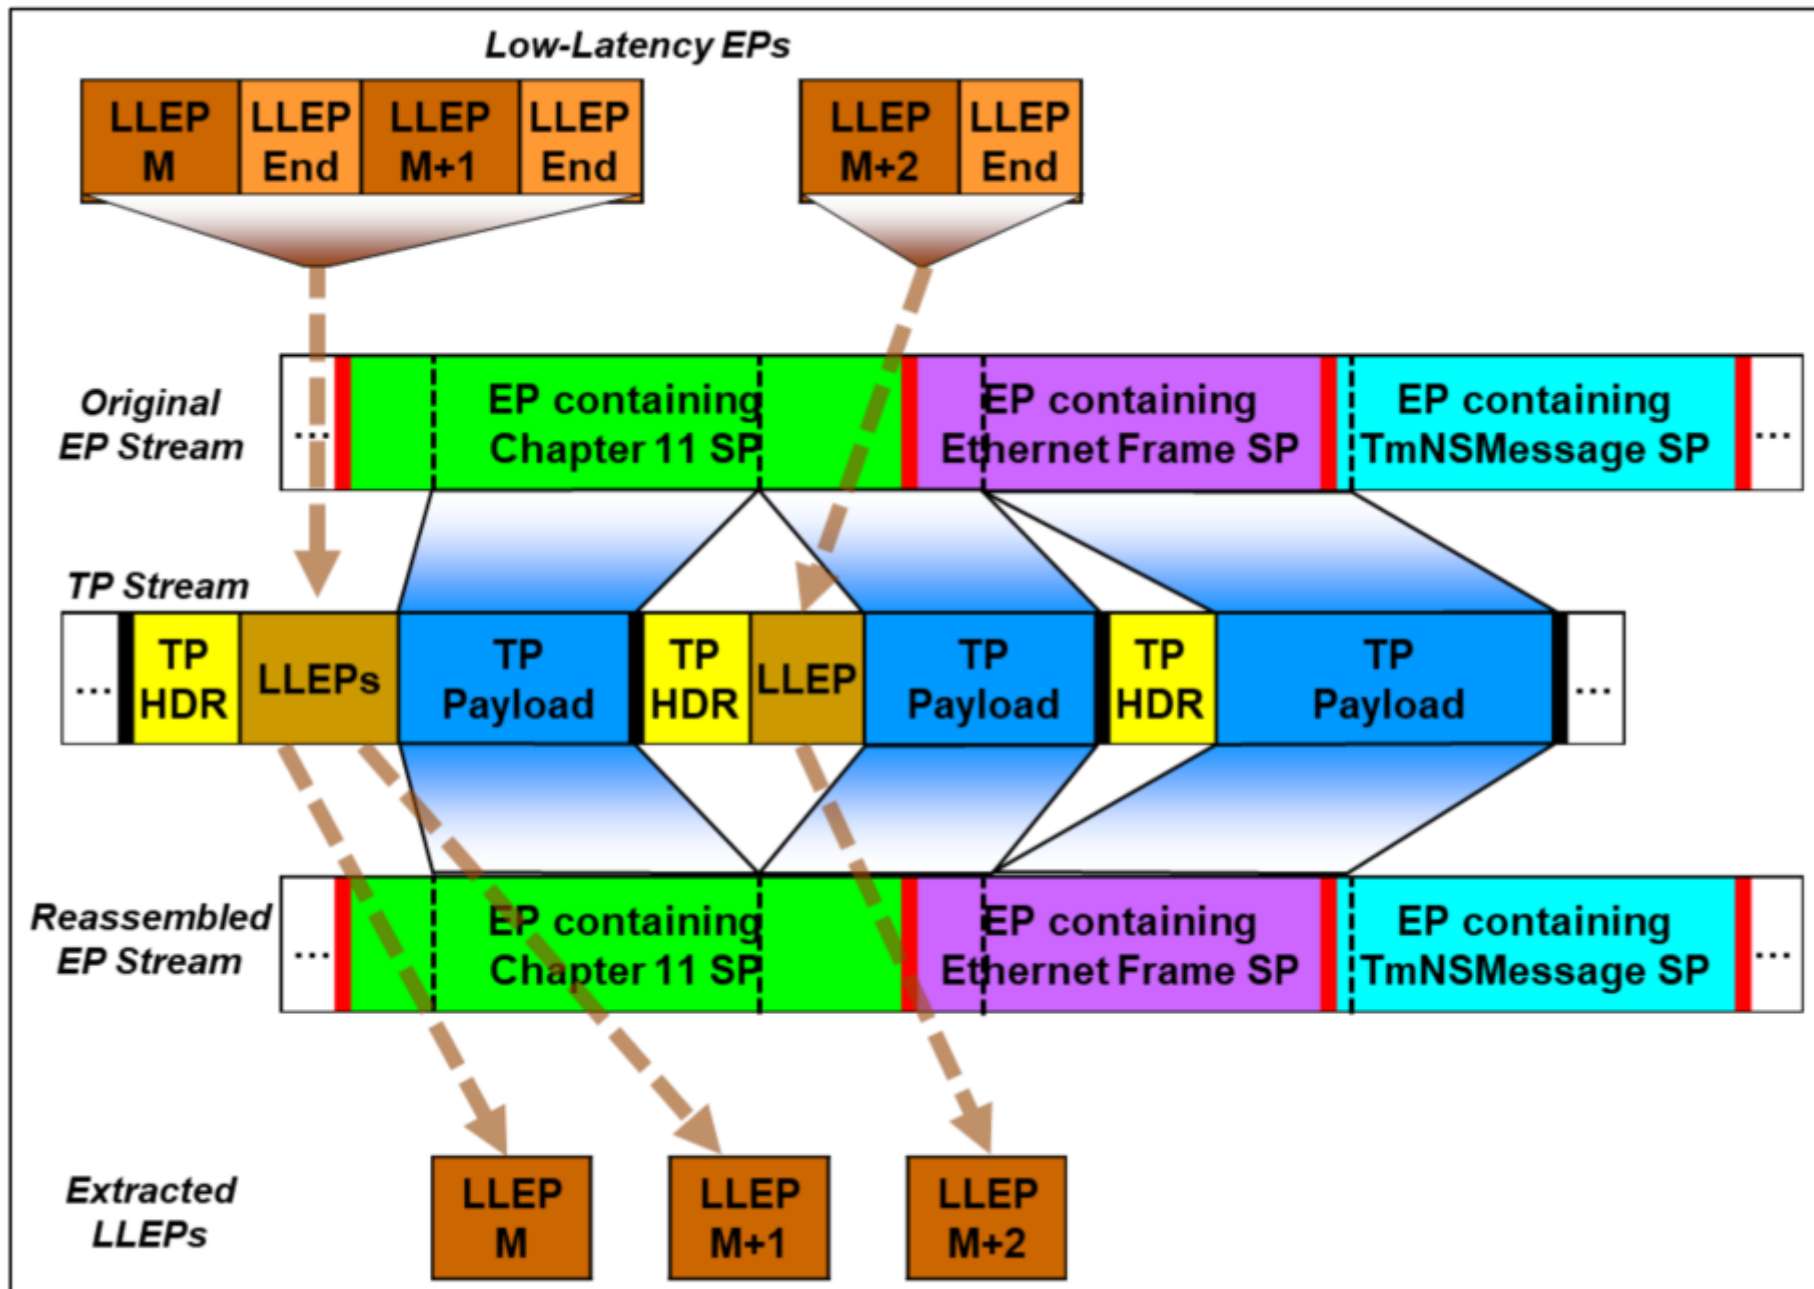 Low-Latency EPs
LLEP
M
LLEP
End
LLEP
M+1
LLEP
End
LLEP
M+2
LLEP
End
Original
EP Stream
...
EP containing
Chapter 11 SP
EP containing
Ethernet Frame SP
EP containing
TmNSMessage SP
...
TP Stream
...
TP
HDR
LLEPs
TP
Payload
TP
HDR
LLEP
TP
Payload
TP
HDR
TP
Payload
...
Reassembled
EP Stream
...
EP containing
Chapter 11 SP
EP containing
Ethernet Frame SP
EP containing
TmNSMessage SP
...
Extracted
LLEPs
LLEP
M
LLEP
M+1
LLEP
M+2